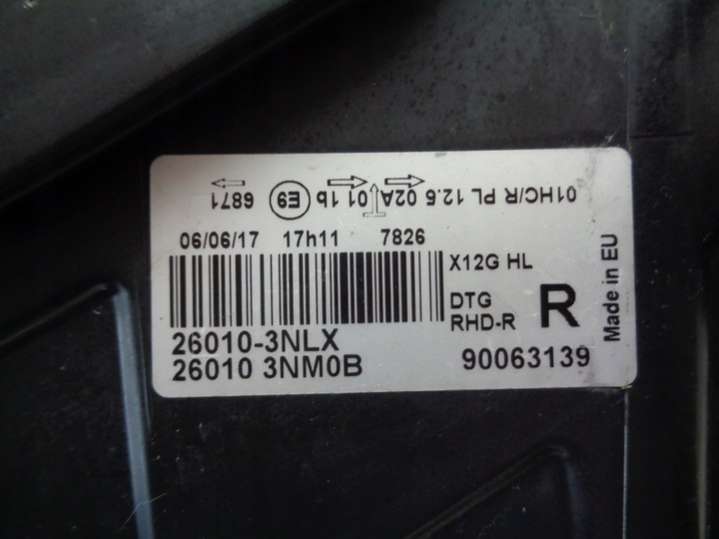 01HC/R PL 12.5 02A 01 1b E9 6871
06/06/17 17h11 7826
X12G HL
DTG
RHD-R
R
Made in EU
26010-3NLX
26010 3NM0B
90063139